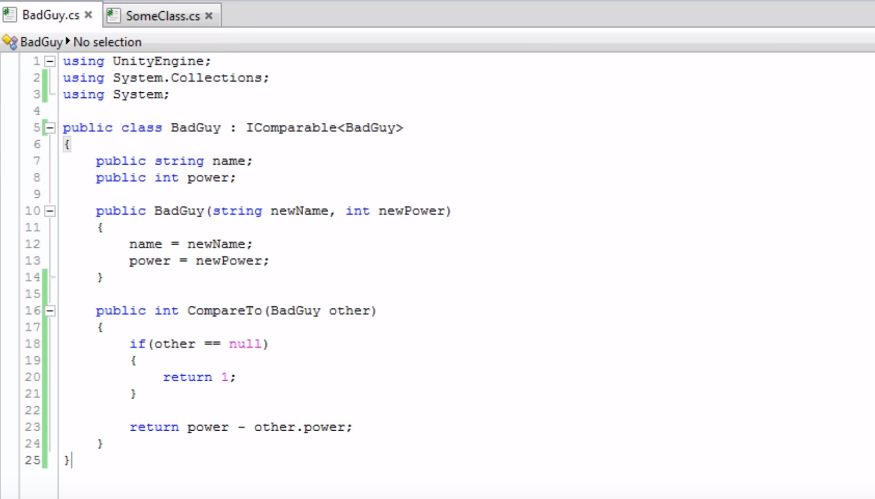 BadGuy.cs × SomeClass.cs ×
BadGuy ▸ No selection
1 using UnityEngine;
2 using System.Collections;
3 using System;
4
5 public class BadGuy : IComparable<BadGuy>
6 {
7     public string name;
8     public int power;
9
10     public BadGuy(string newName, int newPower)
11     {
12         name = newName;
13         power = newPower;
14     }
15
16     public int CompareTo(BadGuy other)
17     {
18         if(other == null)
19         {
20             return 1;
21         }
22
23         return power - other.power;
24     }
25 }